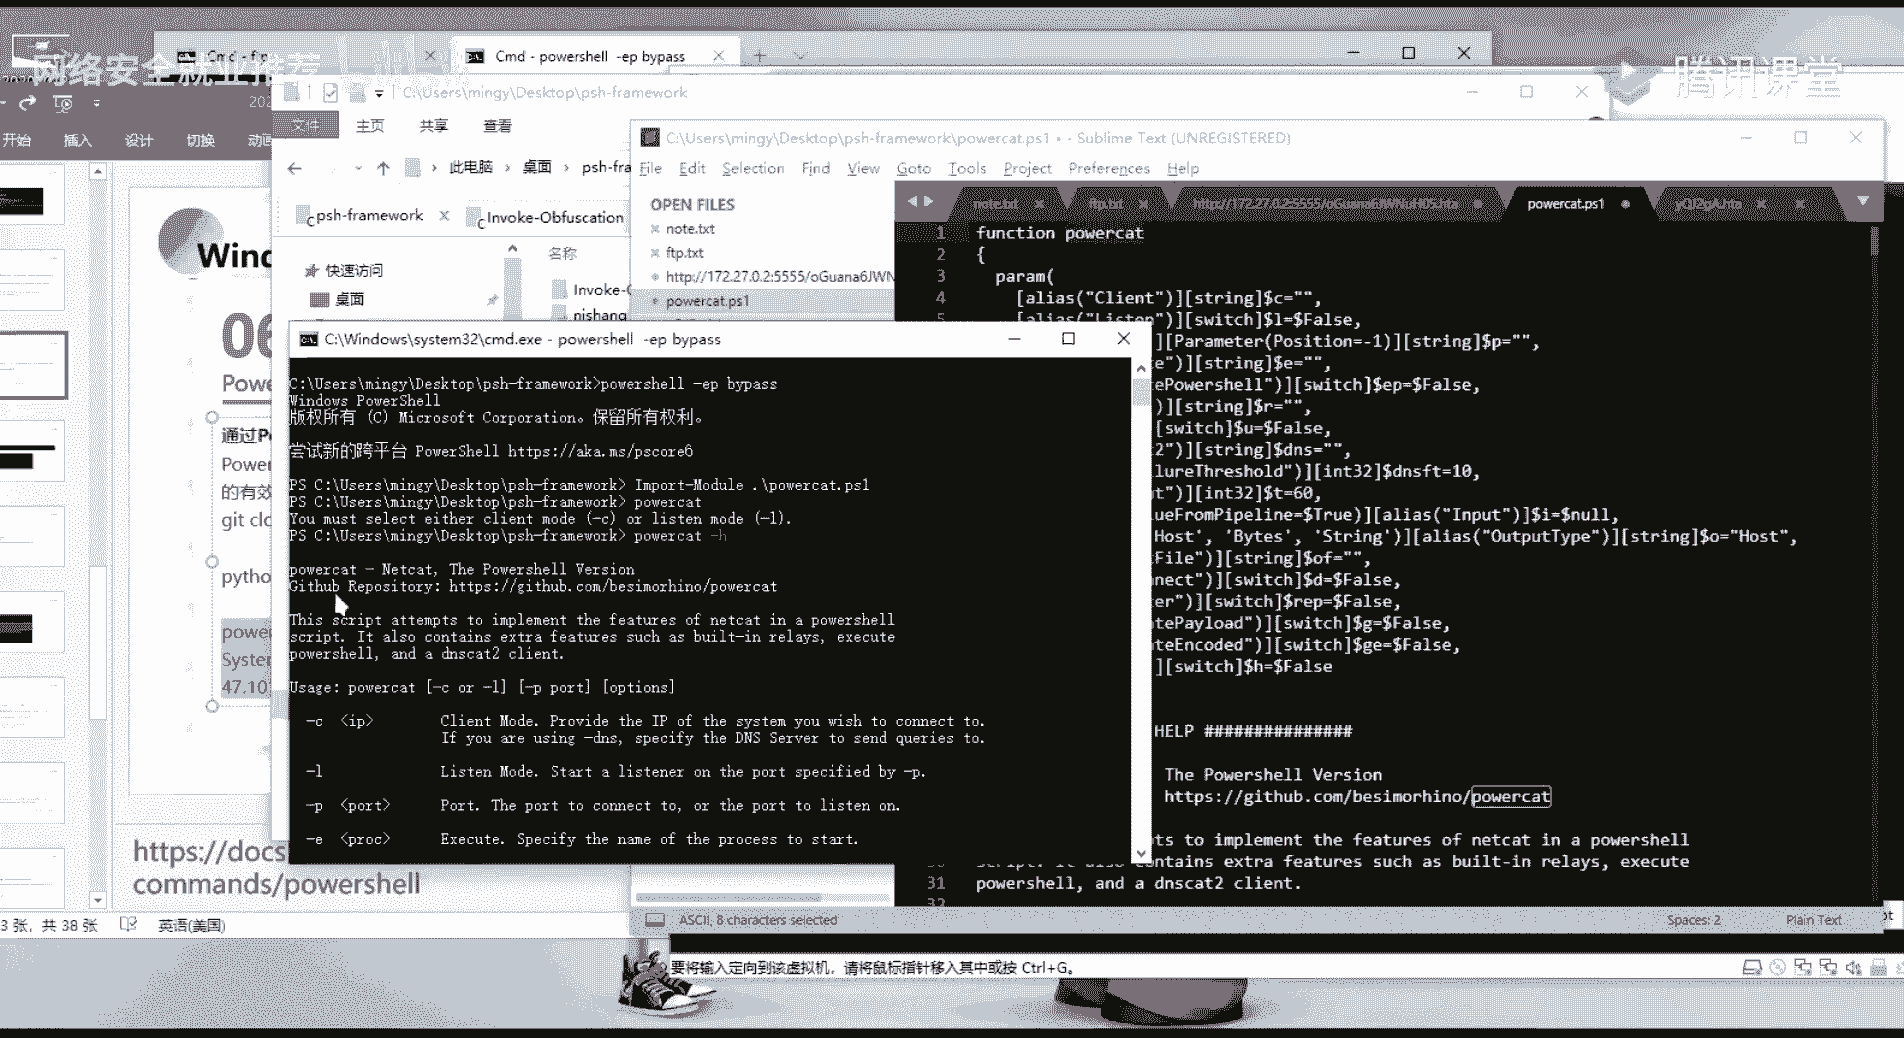 网络安全就业推荐
腾讯课堂
Cmd - ftp
Cmd - powershell -ep bypass
开始 插入 设计 切换 动画
C:\Users\mingy\Desktop\psh-framework
文件 主页 共享 查看
此电脑 › 桌面 › psh-fra
psh-framework
Invoke-Obfuscation
快速访问
桌面
名称
Invoke-
nishang
Wind
06
Powe
通过P
Power
的有效
git clo
pytho
power
System
47.10
https://docs
commands/powershell
3 张，共 38 张
英语(美国)
C:\Users\mingy\Desktop\psh-framework\powercat.ps1 • - Sublime Text (UNREGISTERED)
File Edit Selection Find View Goto Tools Project Preferences Help
OPEN FILES
note.txt
ftp.txt
http://172.27.0.2:5555/oGuana6JWN
powercat.ps1
note.txt
ftp.txt
http://172.27.0.2:5555/oGuana6JWNuH0S.hta
powercat.ps1
yQI2gA.hta
1 function powercat
2 {
3 param(
4 [alias("Client")][string]$c="",
5 [alias("Listen")][switch]$l=$False,
][Parameter(Position=-1)][string]$p="",
e")][string]$e="",
ePowershell")][switch]$ep=$False,
)][string]$r="",
[switch]$u=$False,
t2")][string]$dns="",
lureThreshold")][int32]$dnsft=10,
t")][int32]$t=60,
ueFromPipeline=$True)][alias("Input")]$i=$null,
Host', 'Bytes', 'String')][alias("OutputType")][string]$o="Host",
File")][string]$of="",
nnect")][switch]$d=$False,
ter")][switch]$rep=$False,
atePayload")][switch]$g=$False,
teEncoded")][switch]$ge=$False,
][switch]$h=$False
HELP ##############
The Powershell Version
https://github.com/besimorhino/powercat
ts to implement the features of netcat in a powershell
script. It also contains extra features such as built-in relays, execute
31 powershell, and a dnscat2 client.
32
ASCII, 8 characters selected
Spaces: 2
Plain Text
C:\Windows\system32\cmd.exe - powershell -ep bypass
C:\Users\mingy\Desktop\psh-framework>powershell -ep bypass
Windows PowerShell
版权所有 (C) Microsoft Corporation。保留所有权利。
尝试新的跨平台 PowerShell https://aka.ms/pscore6
PS C:\Users\mingy\Desktop\psh-framework> Import-Module .\powercat.ps1
PS C:\Users\mingy\Desktop\psh-framework> powercat
You must select either client mode (-c) or listen mode (-l).
PS C:\Users\mingy\Desktop\psh-framework> powercat -h
powercat - Netcat, The Powershell Version
Github Repository: https://github.com/besimorhino/powercat
This script attempts to implement the features of netcat in a powershell
script. It also contains extra features such as built-in relays, execute
powershell, and a dnscat2 client.
Usage: powercat [-c or -l] [-p port] [options]
-c <ip> Client Mode. Provide the IP of the system you wish to connect to.
If you are using -dns, specify the DNS Server to send queries to.
-l Listen Mode. Start a listener on the port specified by -p.
-p <port> Port. The port to connect to, or the port to listen on.
-e <proc> Execute. Specify the name of the process to start.
要将输入定向到该虚拟机，请将鼠标指针移入其中或按 Ctrl+G。